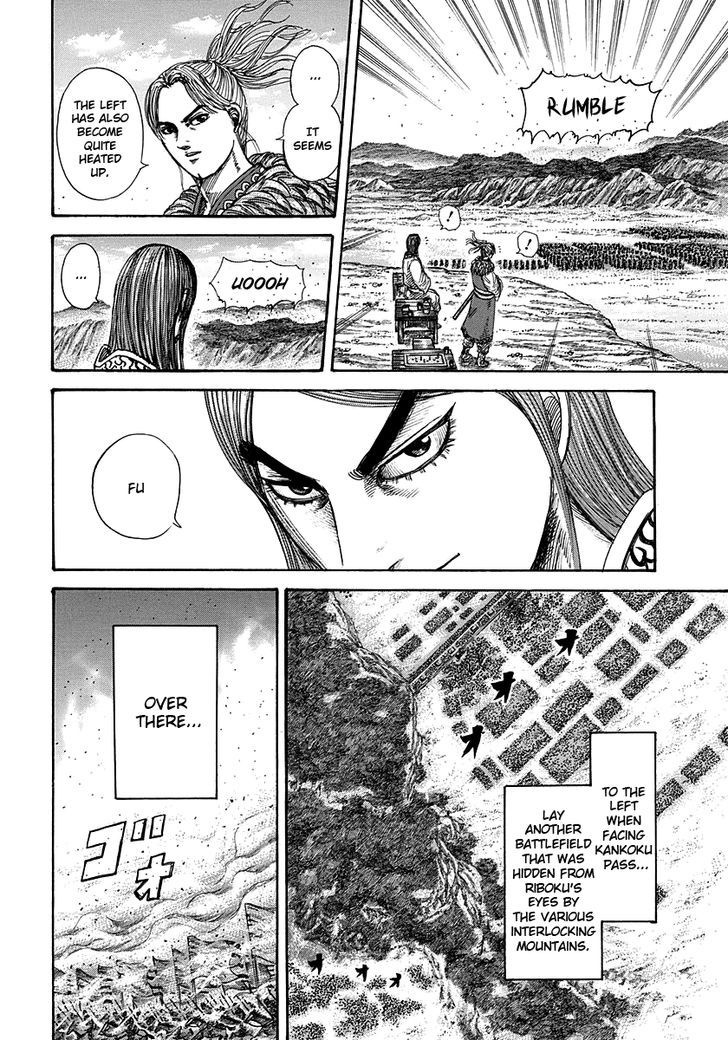 RUMBLE
!
!
...
IT
SEEMS
THE LEFT
HAS ALSO
BECOME
QUITE
HEATED
UP.
UOOOH
...
FU
TO THE
LEFT WHEN
FACING
KANKOKU
PASS...
LAY
ANOTHER
BATTLEFIELD
THAT WAS
HIDDEN FROM
RIBOKU'S
EYES BY
THE VARIOUS
INTERLOCKING
MOUNTAINS.
OVER
THERE...
ゴォ